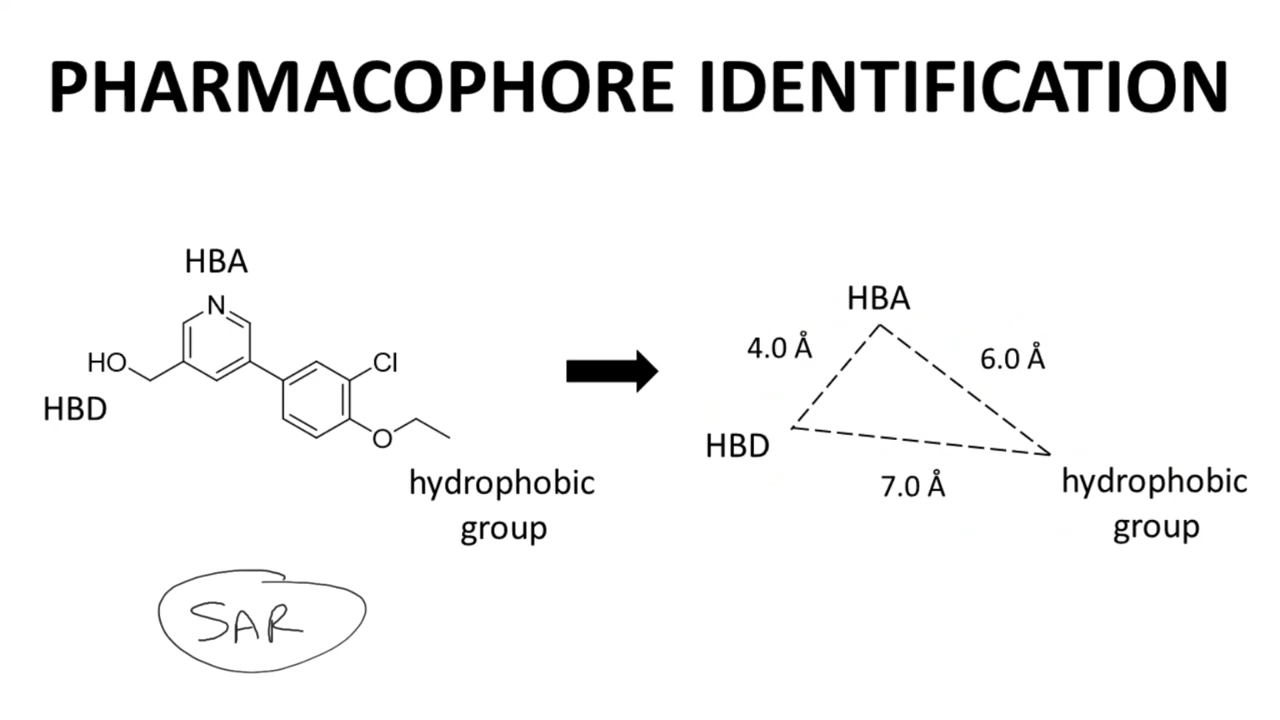 PHARMACOPHORE IDENTIFICATION
HBA
N
HO
Cl
HBD
O
hydrophobic
group
HBA
4.0 Å
6.0 Å
HBD
7.0 Å
hydrophobic
group
SAR